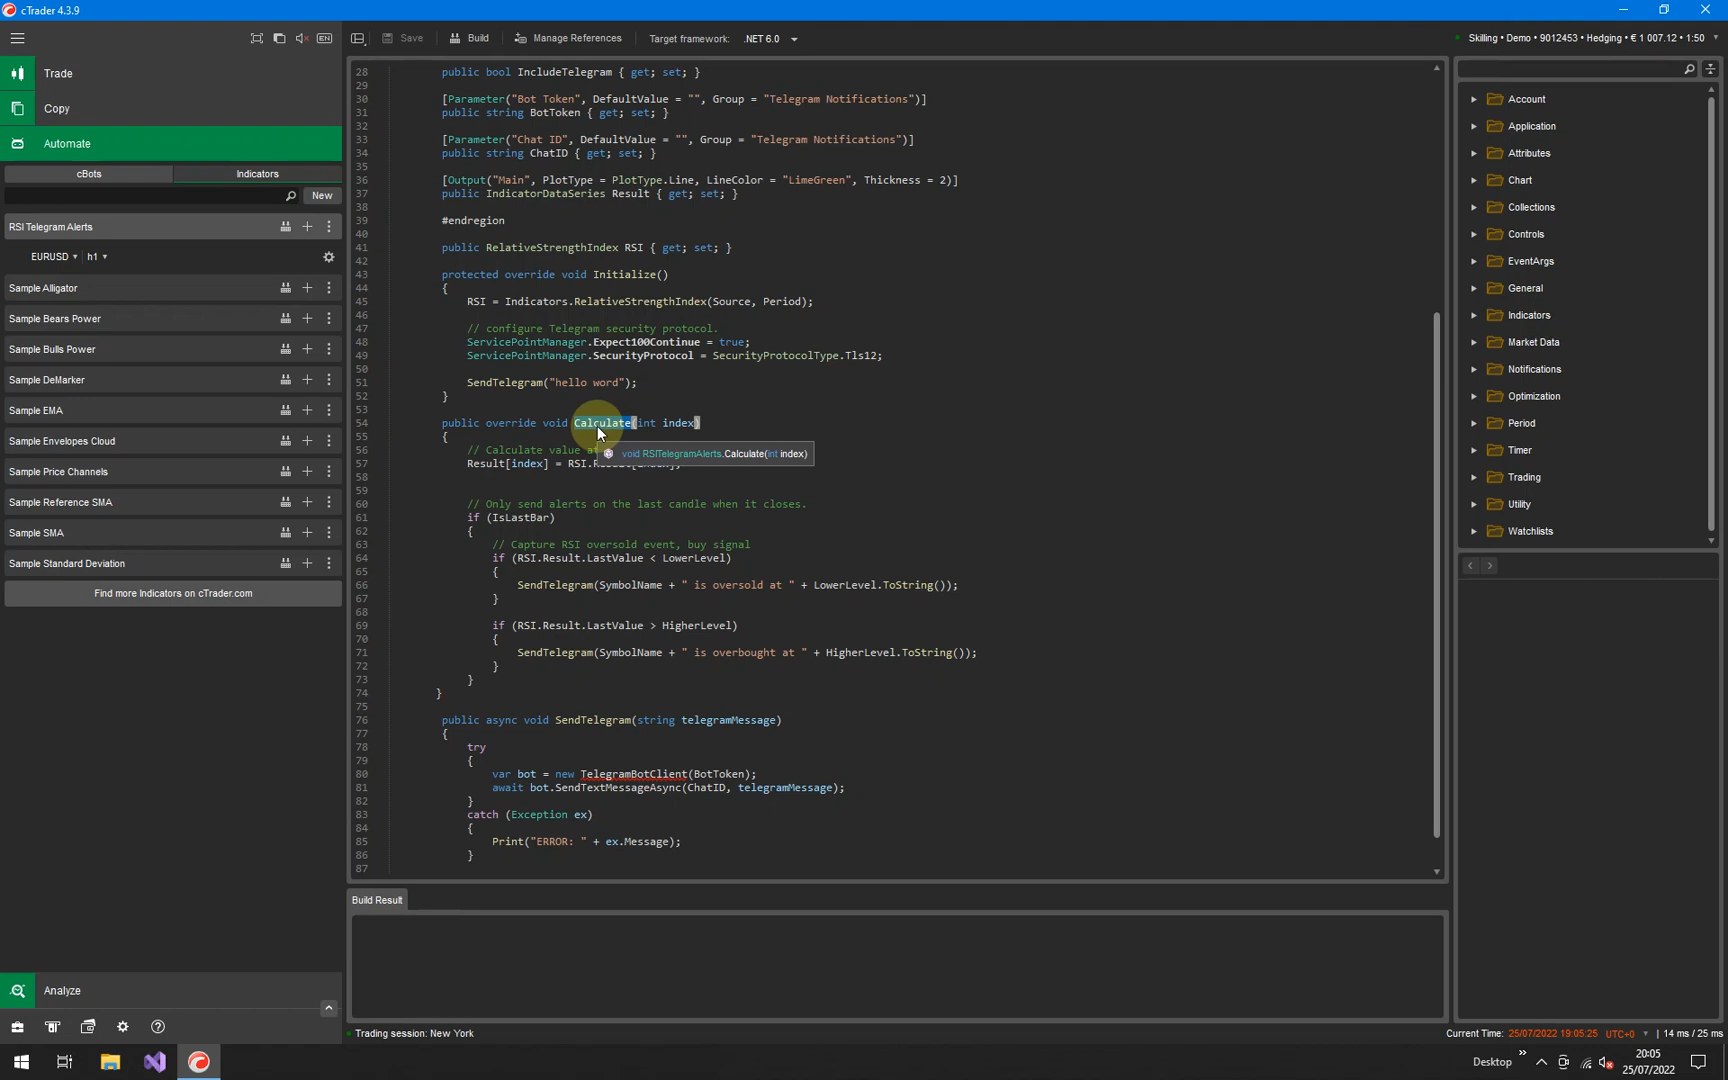 cTrader 4.3.9
EN
Save
Build
Manage References
Target framework:
.NET 6.0
Skilling • Demo • 9012453 • Hedging • € 1 007.12 • 1:50
Trade
Copy
Automate
cBots
Indicators
New
RSI Telegram Alerts
EURUSD
h1
Sample Alligator
Sample Bears Power
Sample Bulls Power
Sample DeMarker
Sample EMA
Sample Envelopes Cloud
Sample Price Channels
Sample Reference SMA
Sample SMA
Sample Standard Deviation
Find more Indicators on cTrader.com
Analyze
28 public bool IncludeTelegram { get; set; }
29
30 [Parameter("Bot Token", DefaultValue = "", Group = "Telegram Notifications")]
31 public string BotToken { get; set; }
32
33 [Parameter("Chat ID", DefaultValue = "", Group = "Telegram Notifications")]
34 public string ChatID { get; set; }
35
36 [Output("Main", PlotType = PlotType.Line, LineColor = "LimeGreen", Thickness = 2)]
37 public IndicatorDataSeries Result { get; set; }
38
39 #endregion
40
41 public RelativeStrengthIndex RSI { get; set; }
42
43 protected override void Initialize()
44 {
45 RSI = Indicators.RelativeStrengthIndex(Source, Period);
46
47 // configure Telegram security protocol.
48 ServicePointManager.Expect100Continue = true;
49 ServicePointManager.SecurityProtocol = SecurityProtocolType.Tls12;
50
51 SendTelegram("hello word");
52 }
53
54 public override void Calculate(int index)
55 {
56 // Calculate value at
void RSITelegramAlerts.Calculate(int index)
57 Result[index] = RSI.
58
59
60 // Only send alerts on the last candle when it closes.
61 if (IsLastBar)
62 {
63 // Capture RSI oversold event, buy signal
64 if (RSI.Result.LastValue < LowerLevel)
65 {
66 SendTelegram(SymbolName + " is oversold at " + LowerLevel.ToString());
67 }
68
69 if (RSI.Result.LastValue > HigherLevel)
70 {
71 SendTelegram(SymbolName + " is overbought at " + HigherLevel.ToString());
72 }
73 }
74 }
75
76 public async void SendTelegram(string telegramMessage)
77 {
78 try
79 {
80 var bot = new TelegramBotClient(BotToken);
81 await bot.SendTextMessageAsync(ChatID, telegramMessage);
82 }
83 catch (Exception ex)
84 {
85 Print("ERROR: " + ex.Message);
86 }
87
Build Result
Account
Application
Attributes
Chart
Collections
Controls
EventArgs
General
Indicators
Market Data
Notifications
Optimization
Period
Timer
Trading
Utility
Watchlists
Trading session: New York
Current Time: 25/07/2022 19:05:25 UTC+0 | 14 ms / 25 ms
Desktop
20:05
25/07/2022